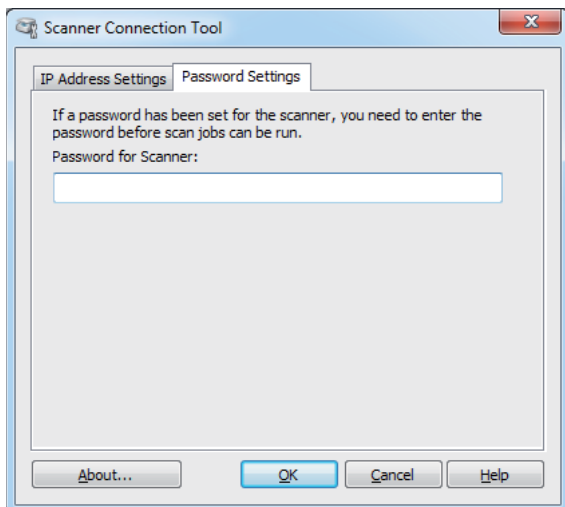 Scanner Connection Tool
IP Address Settings
Password Settings
If a password has been set for the scanner, you need to enter the
password before scan jobs can be run.
Password for Scanner:
About...
OK
Cancel
Help